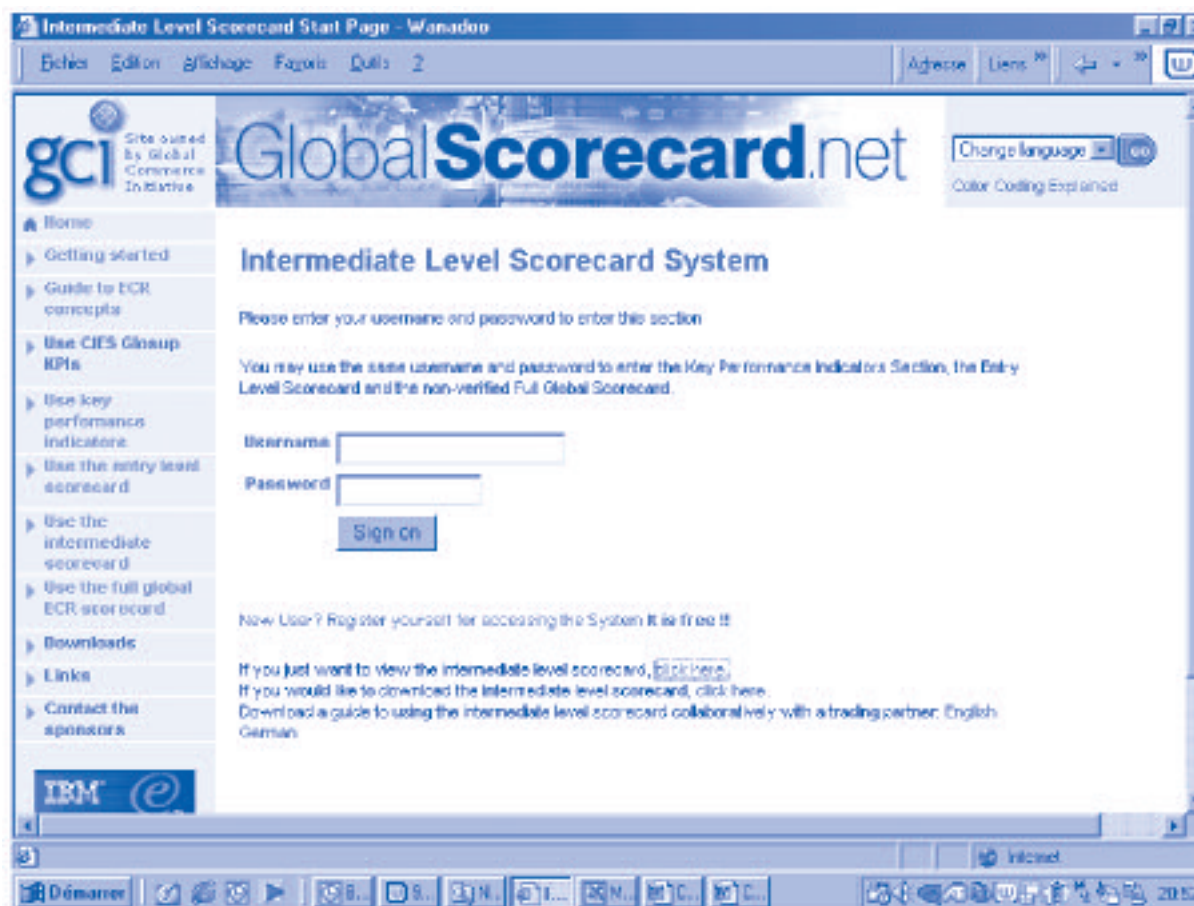 Intermediate Level Scorecard Start Page - Wanadoo
Fichier Edition Affichage Favoris Outils ?
Adresse Liens »
gci
Site owned
by Global
Commerce
Initiative
GlobalScorecard.net
Change language
GO
Color Coding Explained
Home
Getting started
Guide to ECR
concepts
Use CIES Glosup
KPIs
Use key
performance
indicators
Use the entry level
scorecard
Use the
intermediate
scorecard
Use the full global
ECR scorecard
Downloads
Links
Contact the
sponsors
IBM
Intermediate Level Scorecard System
Please enter your username and password to enter this section
You may use the same username and password to enter the Key Performance Indicators Section, the Entry
Level Scorecard and the non-verified Full Global Scorecard.
Username
Password
Sign on
New User? Register yourself for accessing the System It is free !!
If you just want to view the intermediate level scorecard, click here.
If you would like to download the intermediate level scorecard, click here.
Download a guide to using the intermediate level scorecard collaboratively with a trading partner: English
German
Internet
Démarrer